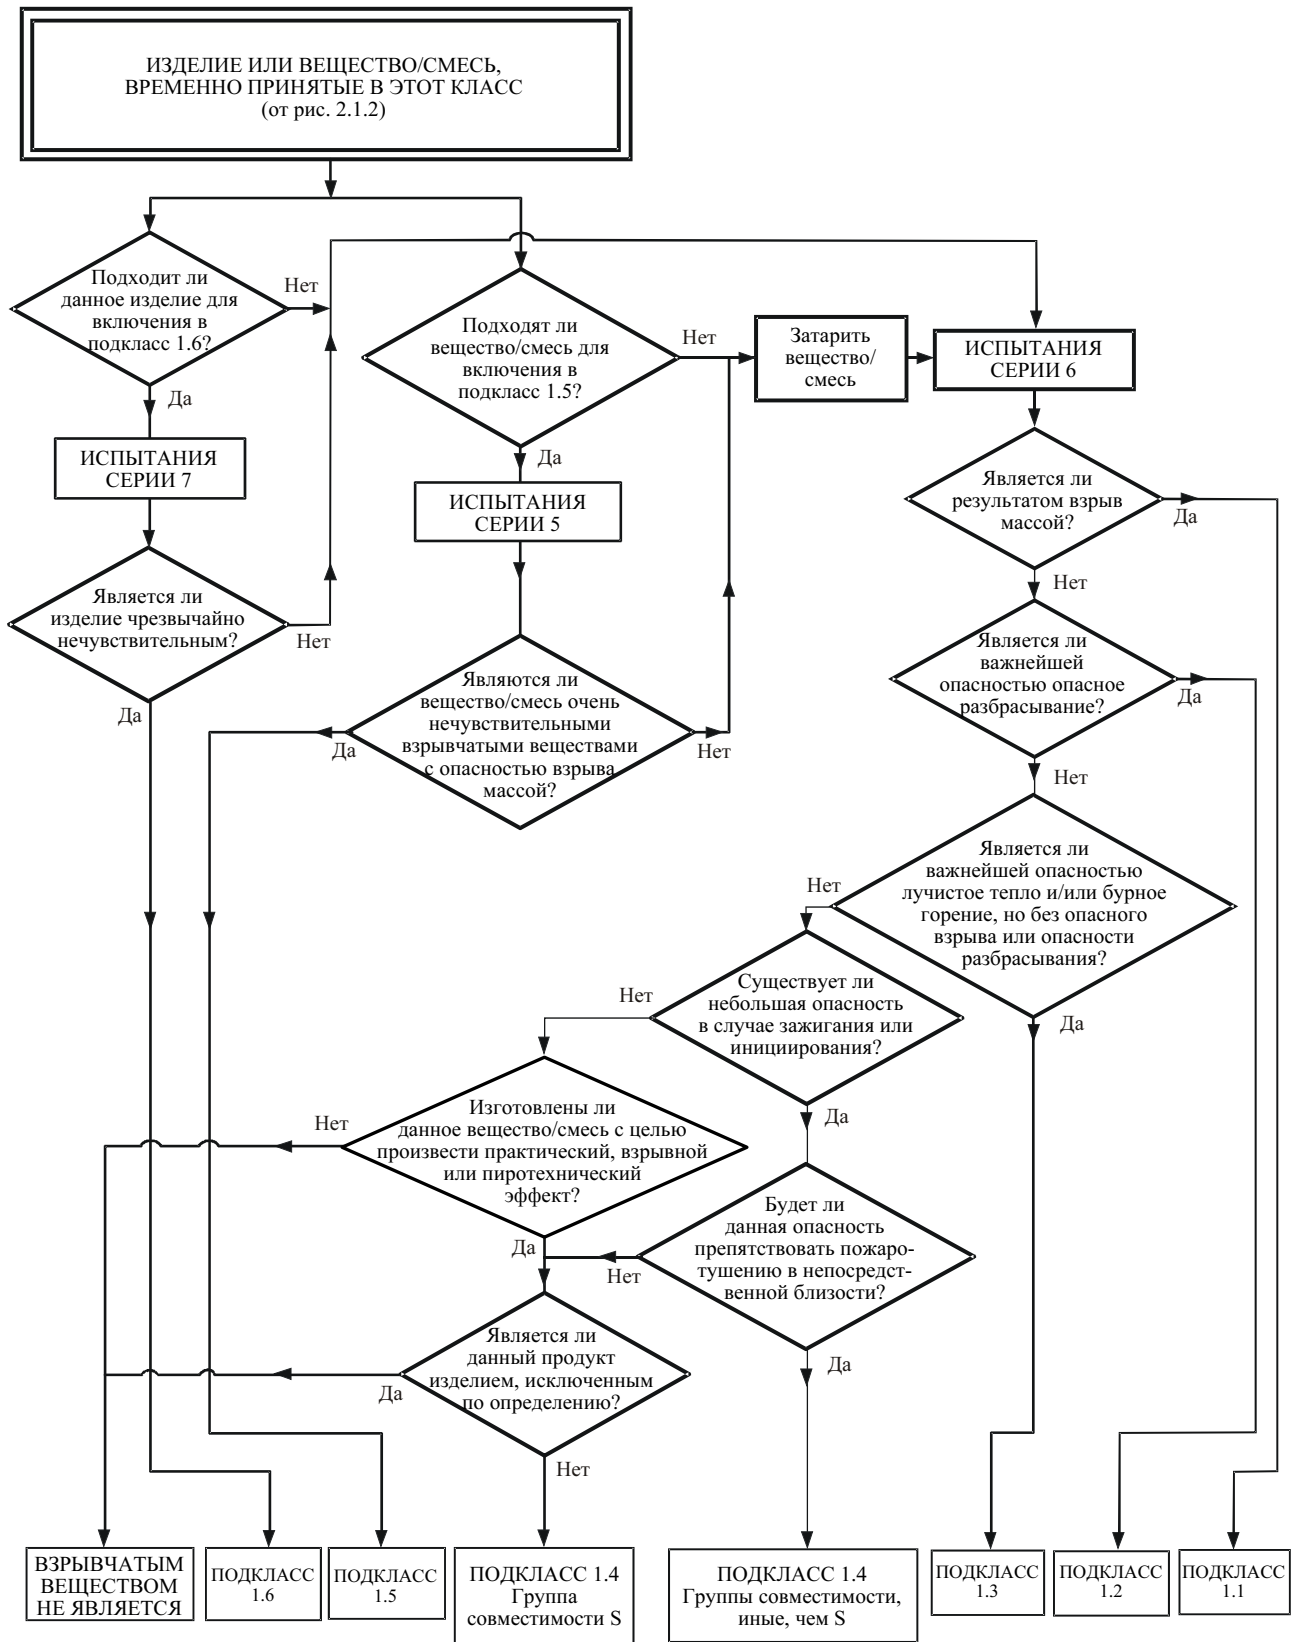 ИЗДЕЛИЕ ИЛИ ВЕЩЕСТВО/СМЕСЬ,
ВРЕМЕННО ПРИНЯТЫЕ В ЭТОТ КЛАСС
(от рис. 2.1.2)
Подходит ли
данное изделие для
включения в
подкласс 1.6?
Нет
Да
ИСПЫТАНИЯ
СЕРИИ 7
Является ли
изделие чрезвычайно
нечувствительным?
Нет
Да
Подходят ли
вещество/смесь для
включения в
подкласс 1.5?
Нет
Да
ИСПЫТАНИЯ
СЕРИИ 5
Являются ли
вещество/смесь очень
нечувствительными
взрывчатыми веществами
с опасностью взрыва
массой?
Да
Нет
Затарить
вещество/
смесь
ИСПЫТАНИЯ
СЕРИИ 6
Является ли
результатом взрыв
массой?
Да
Нет
Является ли
важнейшей
опасностью опасное
разбрасывание?
Да
Нет
Является ли
важнейшей опасностью
лучистое тепло и/или бурное
горение, но без опасного
взрыва или опасности
разбрасывания?
Нет
Да
Существует ли
небольшая опасность
в случае зажигания или
инициирования?
Нет
Да
Изготовлены ли
данное вещество/смесь с целью
произвести практический, взрывной
или пиротехнический
эффект?
Нет
Да
Будет ли
данная опасность
препятствовать пожаро-
тушению в непосредст-
венной близости?
Нет
Да
Является ли
данный продукт
изделием, исключенным
по определению?
Да
Нет
ВЗРЫВЧАТЫМ
ВЕЩЕСТВОМ
НЕ ЯВЛЯЕТСЯ
ПОДКЛАСС
1.6
ПОДКЛАСС
1.5
ПОДКЛАСС 1.4
Группа
совместимости S
ПОДКЛАСС 1.4
Группы совместимости,
иные, чем S
ПОДКЛАСС
1.3
ПОДКЛАСС
1.2
ПОДКЛАСС
1.1